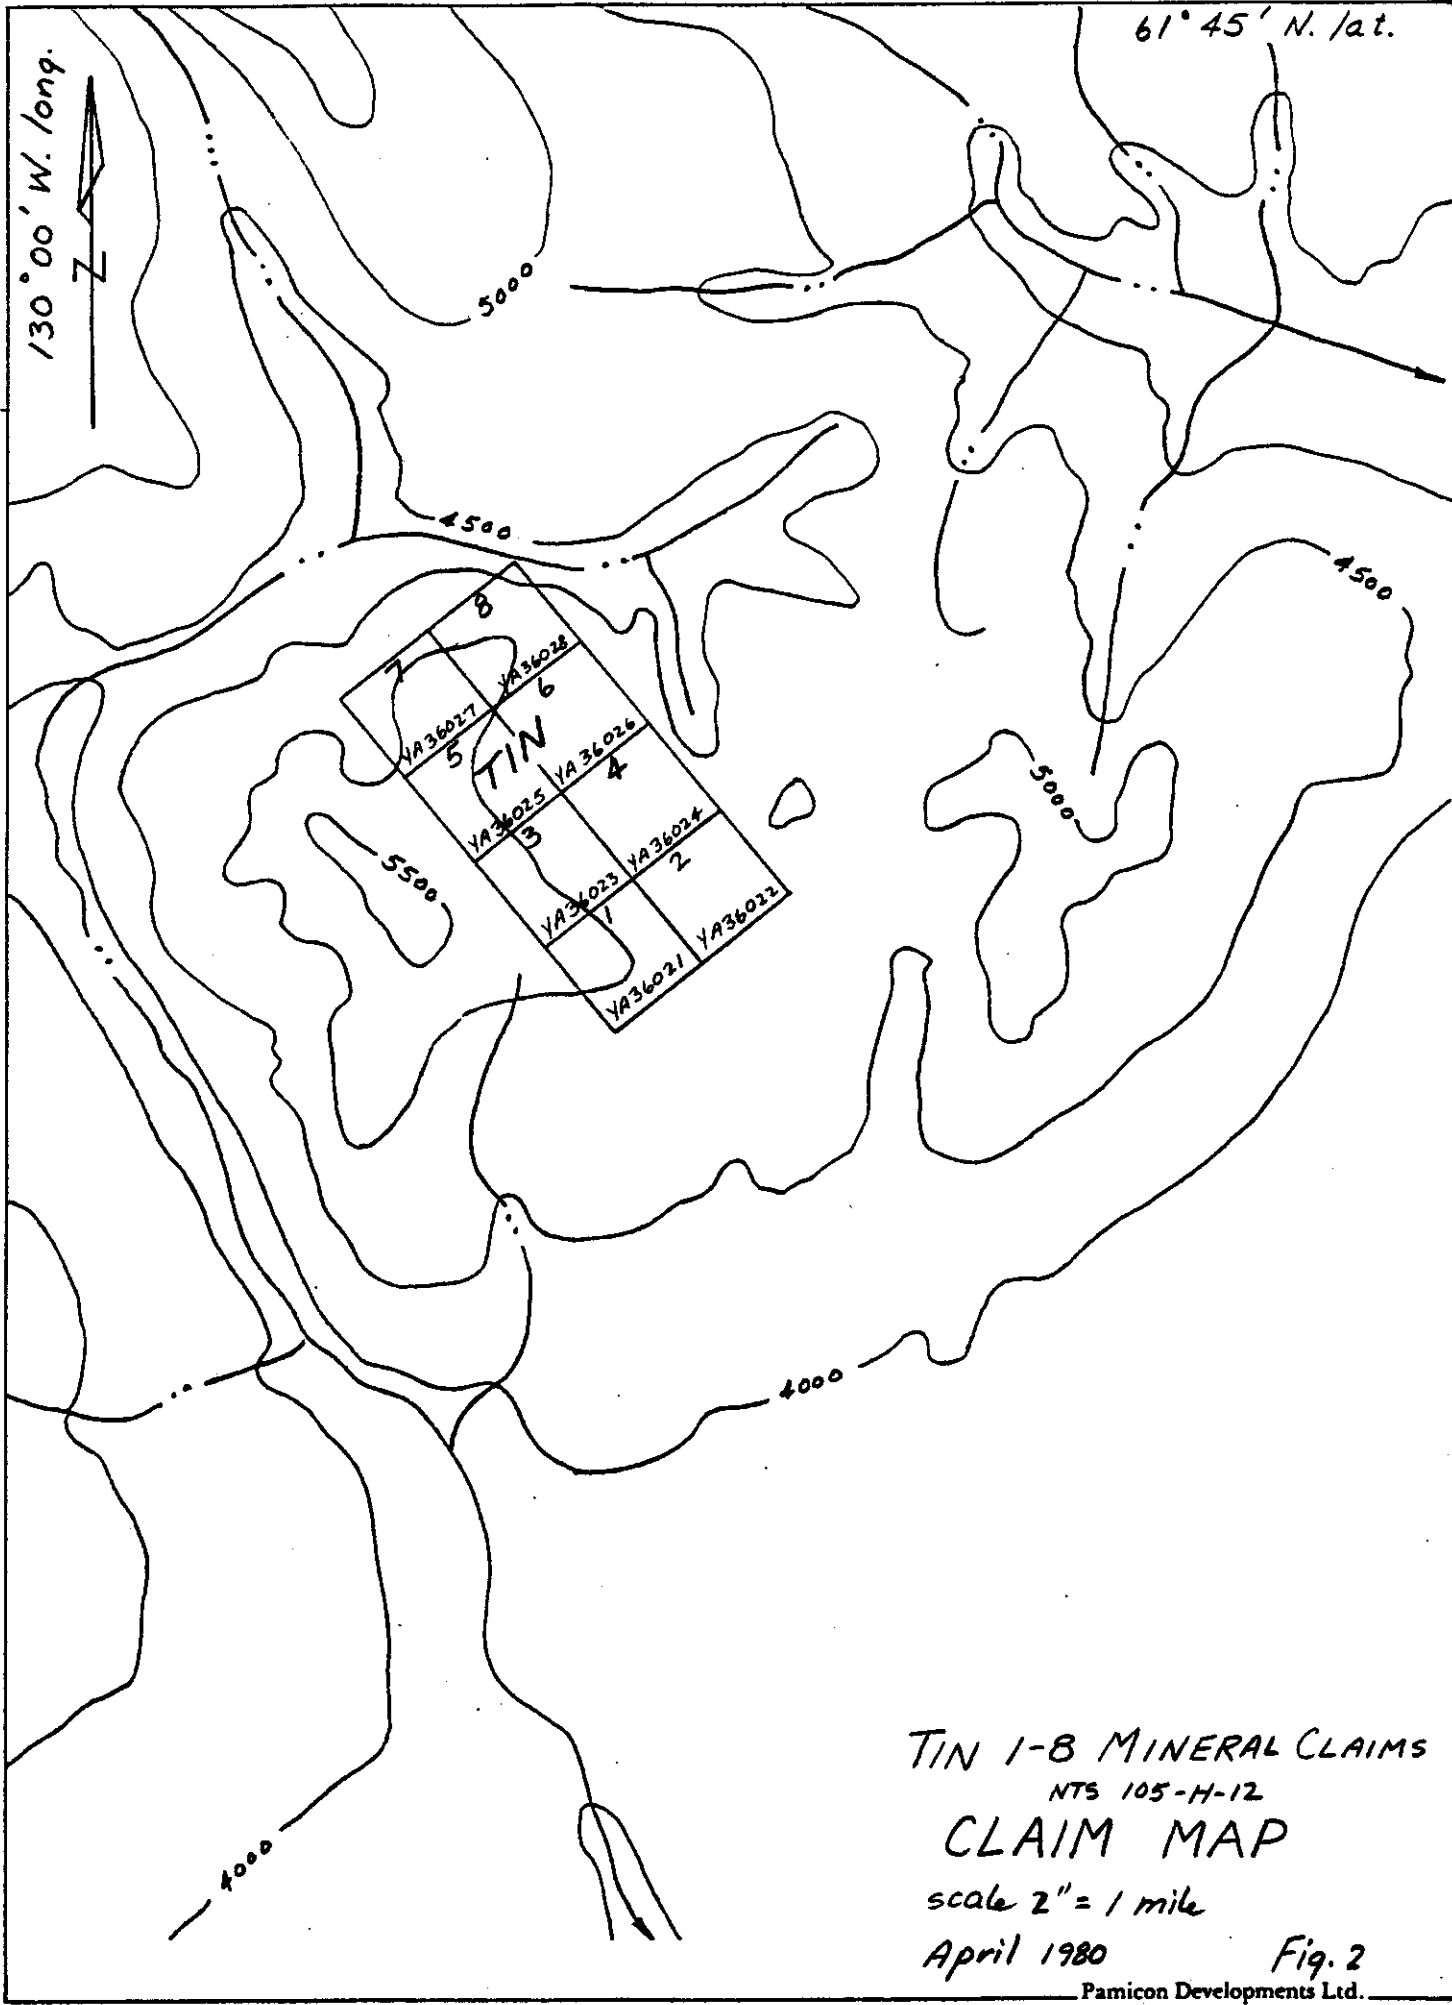 61° 45' N. lat.
130° 00' W. long.
N
5000
4500
4500
8
7
YA36028
6
YA36027
5
TIN
YA36026
4
YA36025
3
YA36024
2
YA36023
1
YA36022
YA36021
5000
5500
4000
4000
TIN 1-8 MINERAL CLAIMS
NTS 105-H-12
CLAIM MAP
scale 2" = 1 mile
April 1980 Fig. 2
Pamicon Developments Ltd.